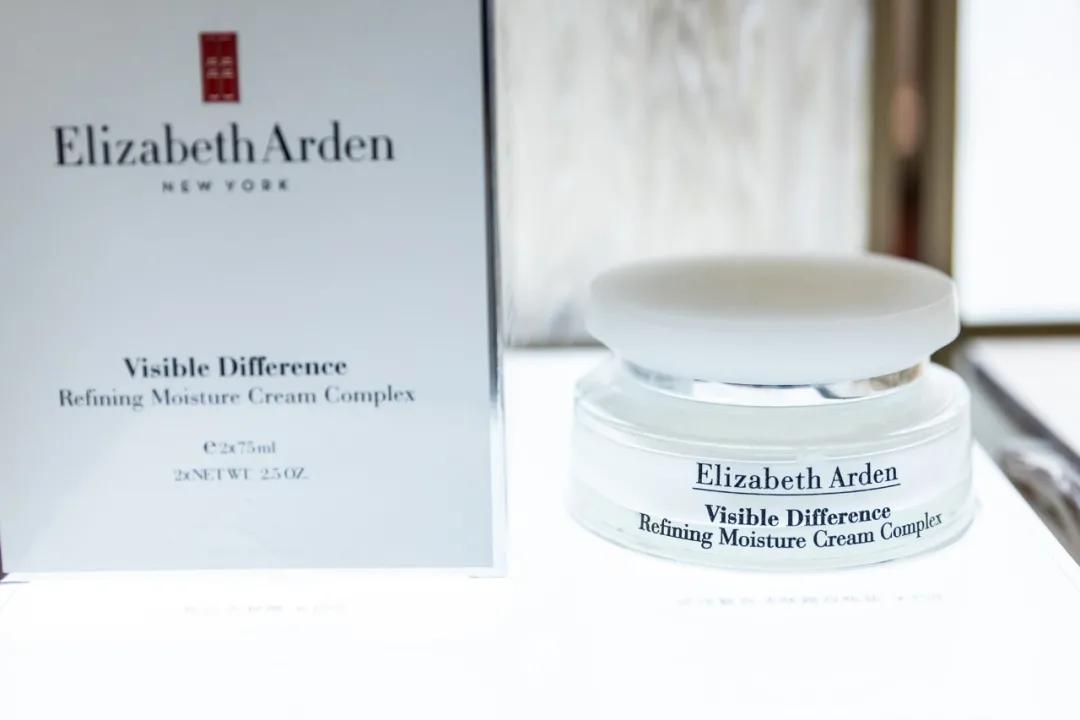 Elizabeth Arden
NEW YORK
Visible Difference
Refining Moisture Cream Complex
℮ 2x75ml
2xNET WT. 2.5 OZ.
Elizabeth Arden
Visible Difference
Refining Moisture Cream Complex